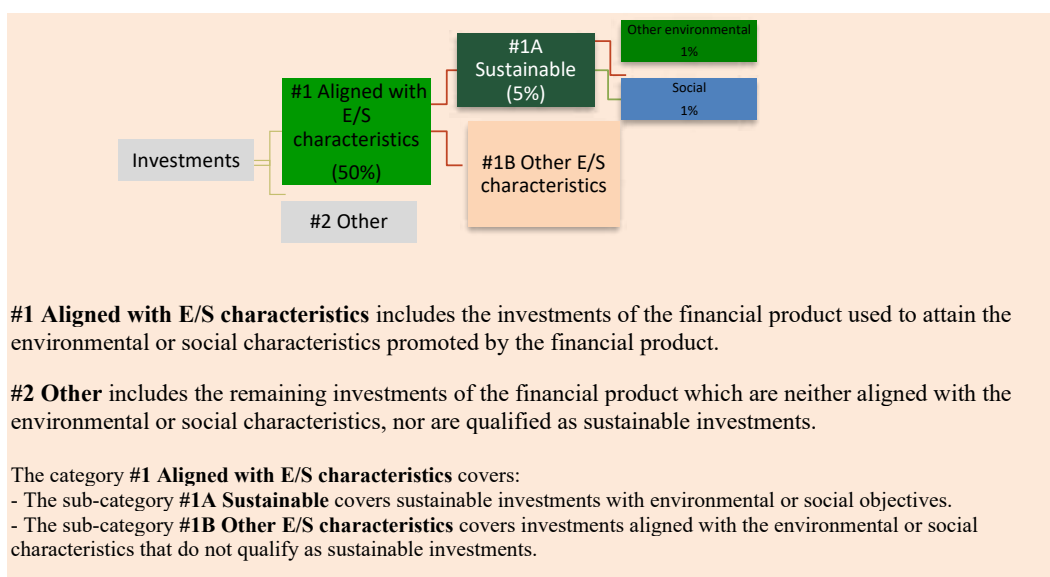 Investments
#1 Aligned with
E/S
characteristics
(50%)
#2 Other
#1A
Sustainable
(5%)
#1B Other E/S
characteristics
Other environmental
1%
Social
1%
#1 Aligned with E/S characteristics includes the investments of the financial product used to attain the
environmental or social characteristics promoted by the financial product.
#2 Other includes the remaining investments of the financial product which are neither aligned with the
environmental or social characteristics, nor are qualified as sustainable investments.
The category #1 Aligned with E/S characteristics covers:
- The sub-category #1A Sustainable covers sustainable investments with environmental or social objectives.
- The sub-category #1B Other E/S characteristics covers investments aligned with the environmental or social
characteristics that do not qualify as sustainable investments.